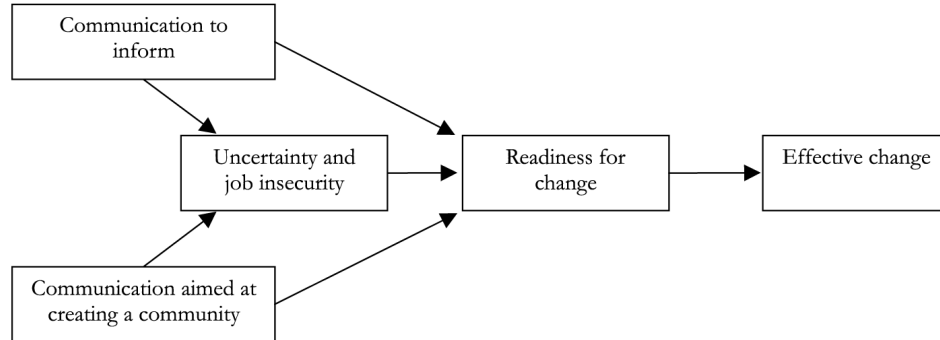 Communication to
inform
Uncertainty and
job insecurity
Readiness for
change
Effective change
Communication aimed at
creating a community